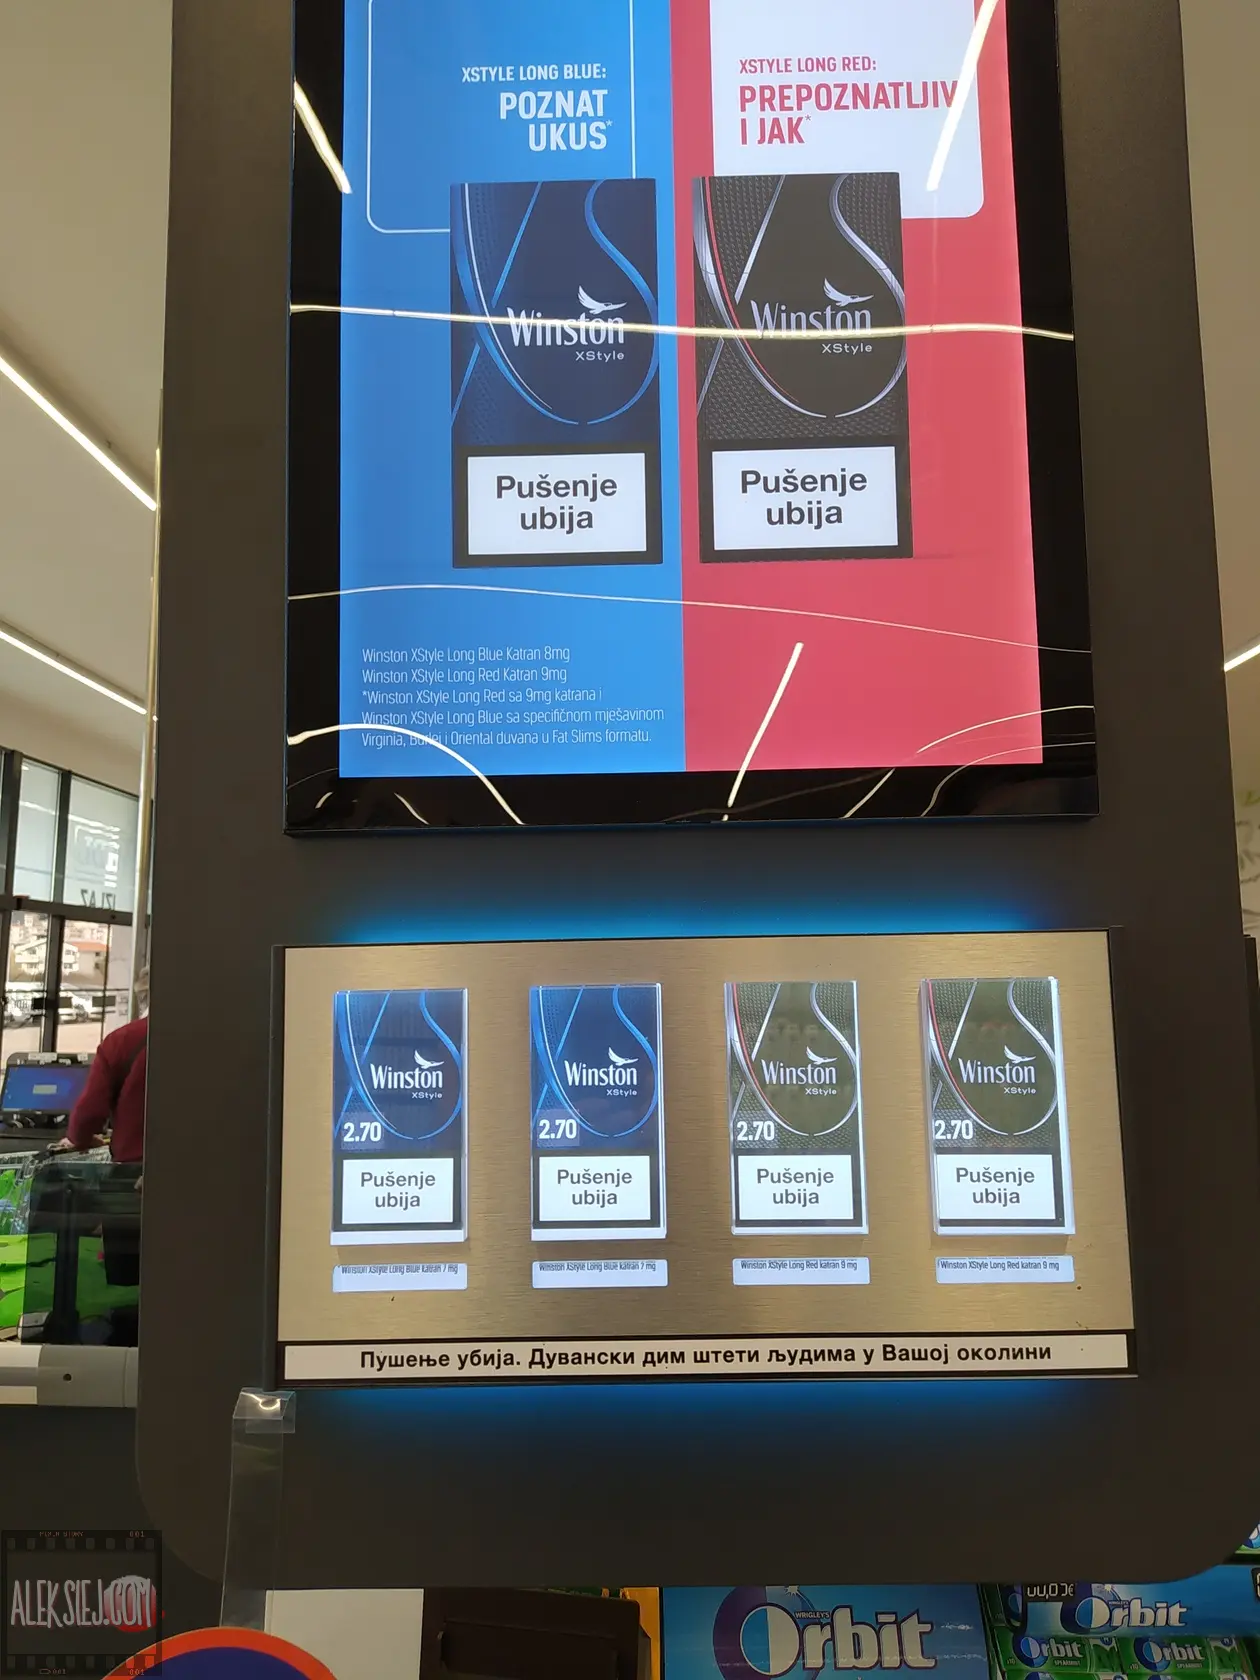 XSTYLE LONG BLUE:
POZNAT
UKUS*
XSTYLE LONG RED:
PREPOZNATLJIV
I JAK*
Winston
XStyle
Pušenje
ubija
Winston
XStyle
Pušenje
ubija
Winston XStyle Long Blue Katran 8mg
Winston XStyle Long Red Katran 9mg
*Winston XStyle Long Red sa 9mg katrana i
Winston XStyle Long Blue sa specifičnom mješavinom
Virginia, Burlei i Oriental duvana u Fat Slims formatu.
IZLAZ
Winston
XStyle
2.70
Pušenje
ubija
Winston XStyle Long Blue katran 7 mg
Winston
XStyle
2.70
Pušenje
ubija
Winston XStyle Long Blue katran 7 mg
Winston
XStyle
2.70
Pušenje
ubija
Winston XStyle Long Red katran 9 mg
Winston
XStyle
2.70
Pušenje
ubija
Winston XStyle Long Red katran 9 mg
Пушење убија. Дувански дим штети људима у Вашој околини
ALEKSIEJ.COM
001
001
WRIGLEY'S
Orbit
Orbit
Orbit
SPEARMINT
Orbit